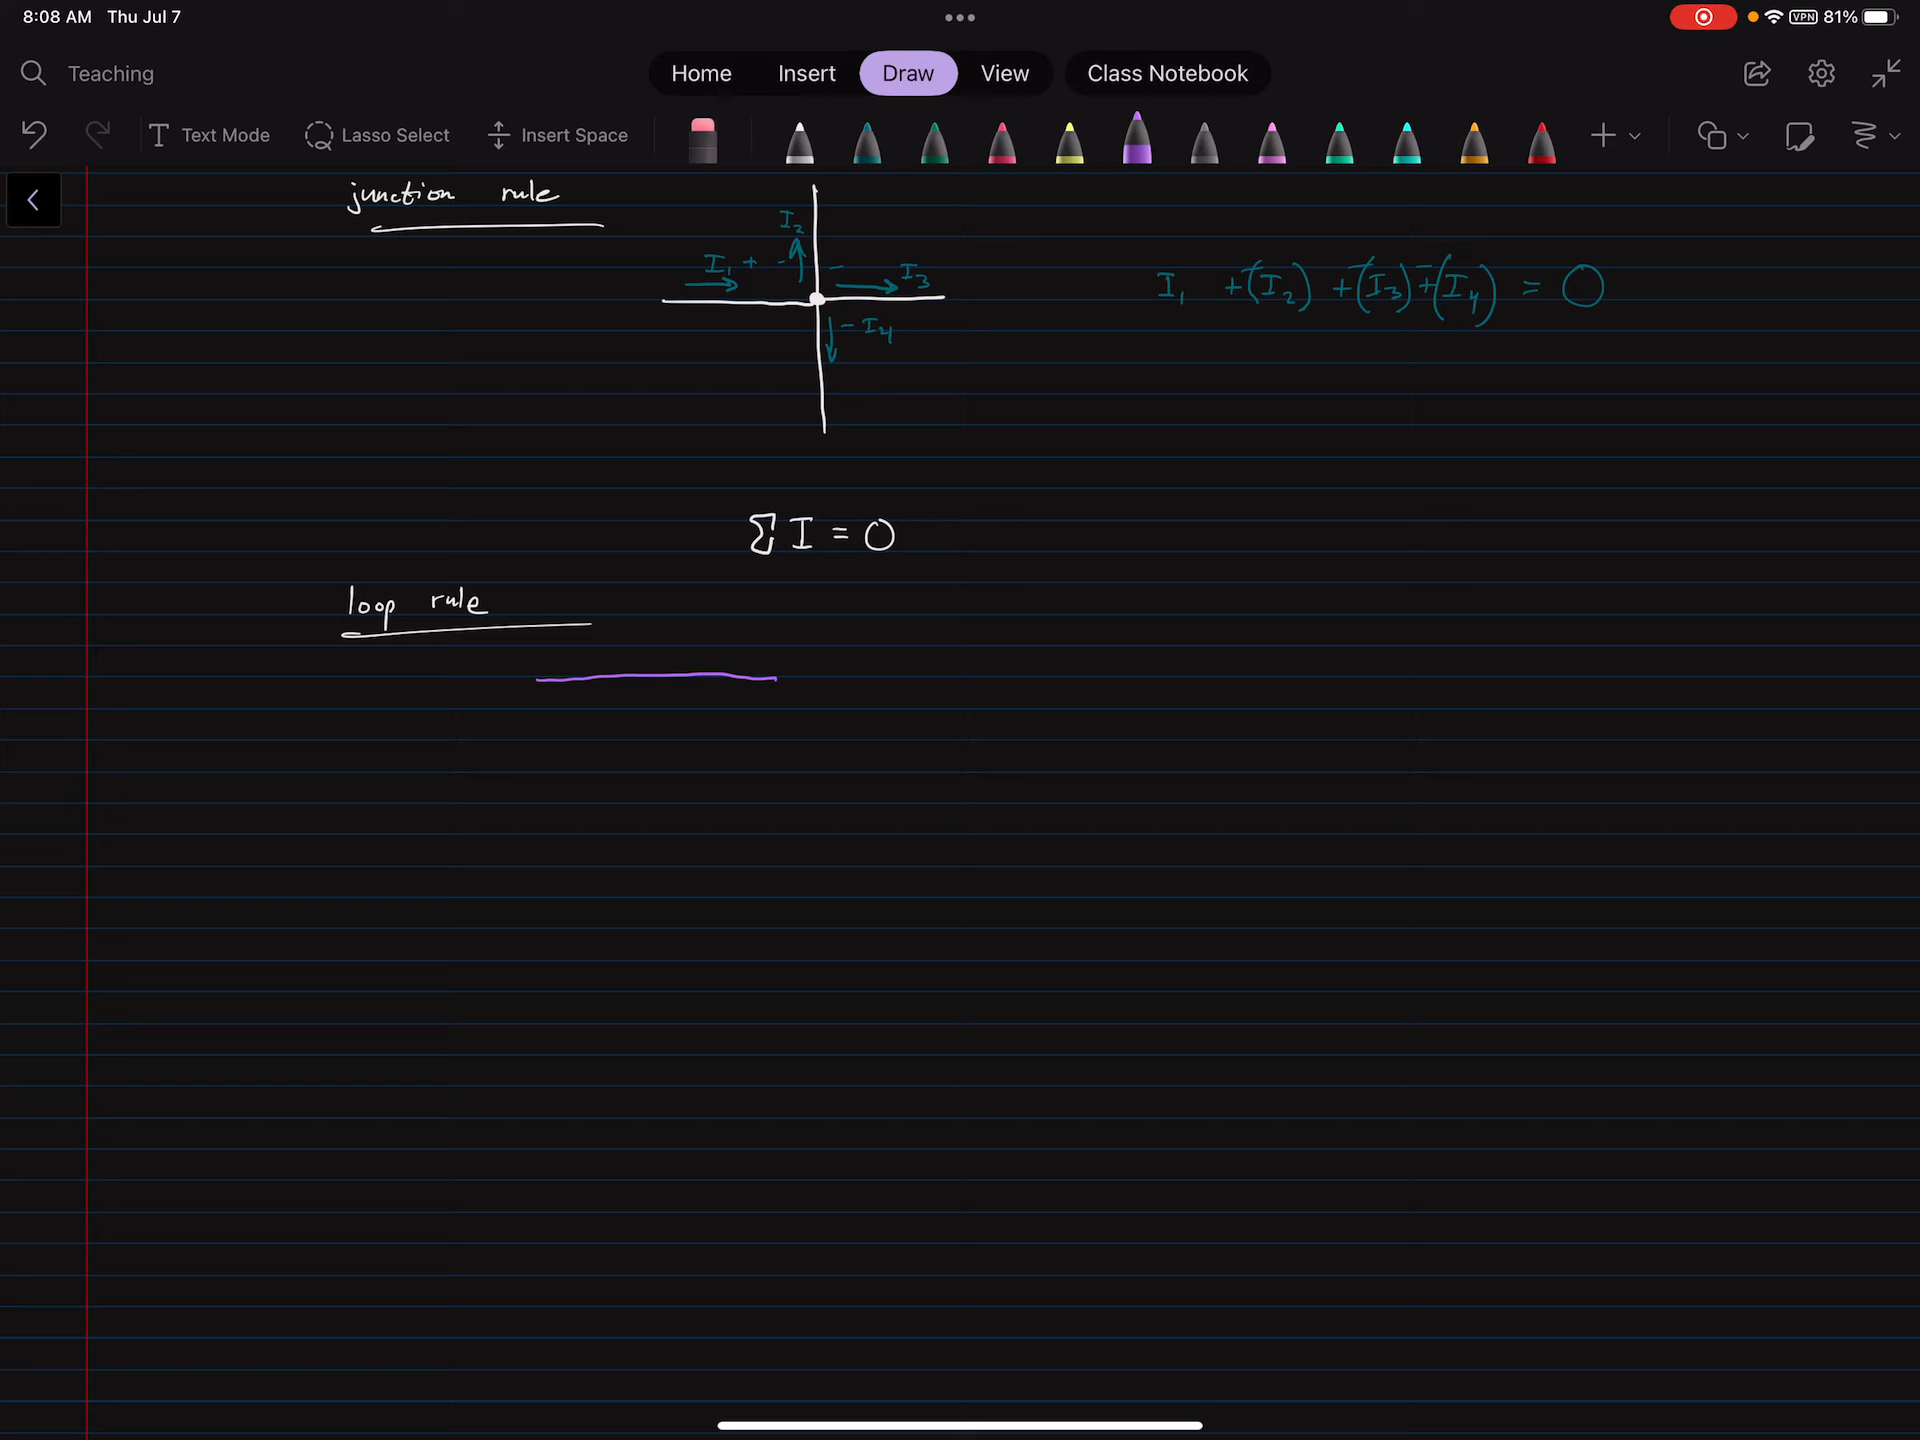 8:08 AM Thu Jul 7
VPN 81%
Teaching
Home Insert Draw View Class Notebook
Text Mode Lasso Select Insert Space
junction rule
I₂
I₁ + - - I₃
- I₄
I₁ +(-I₂) +(-I₃)+(-I₄) = 0
Σ I = 0
loop rule